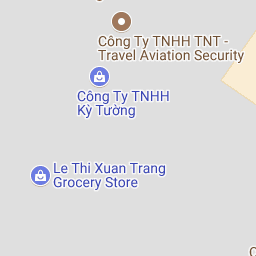 Công Ty TNHH TNT -
Travel Aviation Security
Công Ty TNHH
Kỳ Tường
Le Thi Xuan Trang
Grocery Store